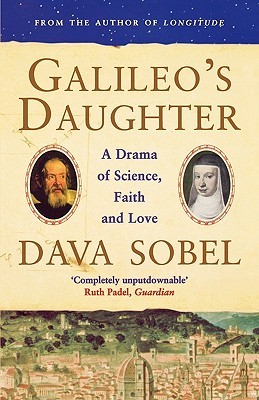 FROM THE AUTHOR OF LONGITUDE
GALILEO'S
DAUGHTER
A Drama
of Science,
Faith
and Love
DAVA SOBEL
‘Completely unputdownable’
Ruth Padel, Guardian